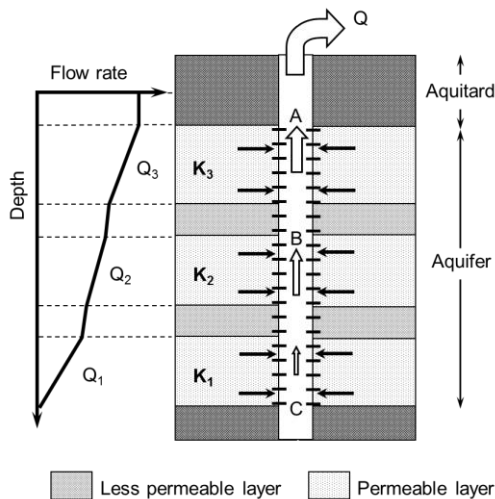 Q
Flow rate
Aquitard
A
Q3
K3
Depth
B
Aquifer
Q2
K2
Q1
K1
C
Less permeable layer
Permeable layer